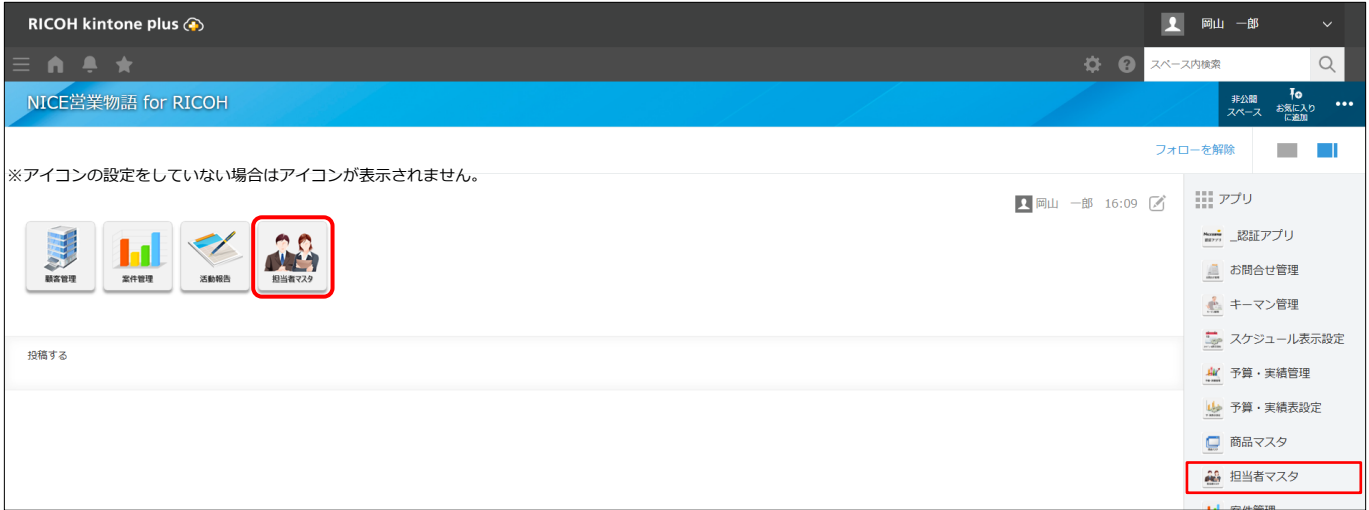 RICOH kintone plus
岡山 一郎
スペース内検索
NICE営業物語 for RICOH
非公開
スペース
お気に入り
に追加
フォローを解除
※アイコンの設定をしていない場合はアイコンが表示されません。
岡山 一郎 16:09
顧客管理
案件管理
活動報告
担当者マスタ
投稿する
アプリ
_認証アプリ
お問合せ管理
キーマン管理
スケジュール表示設定
予算・実績管理
予算・実績表設定
商品マスタ
担当者マスタ
案件管理